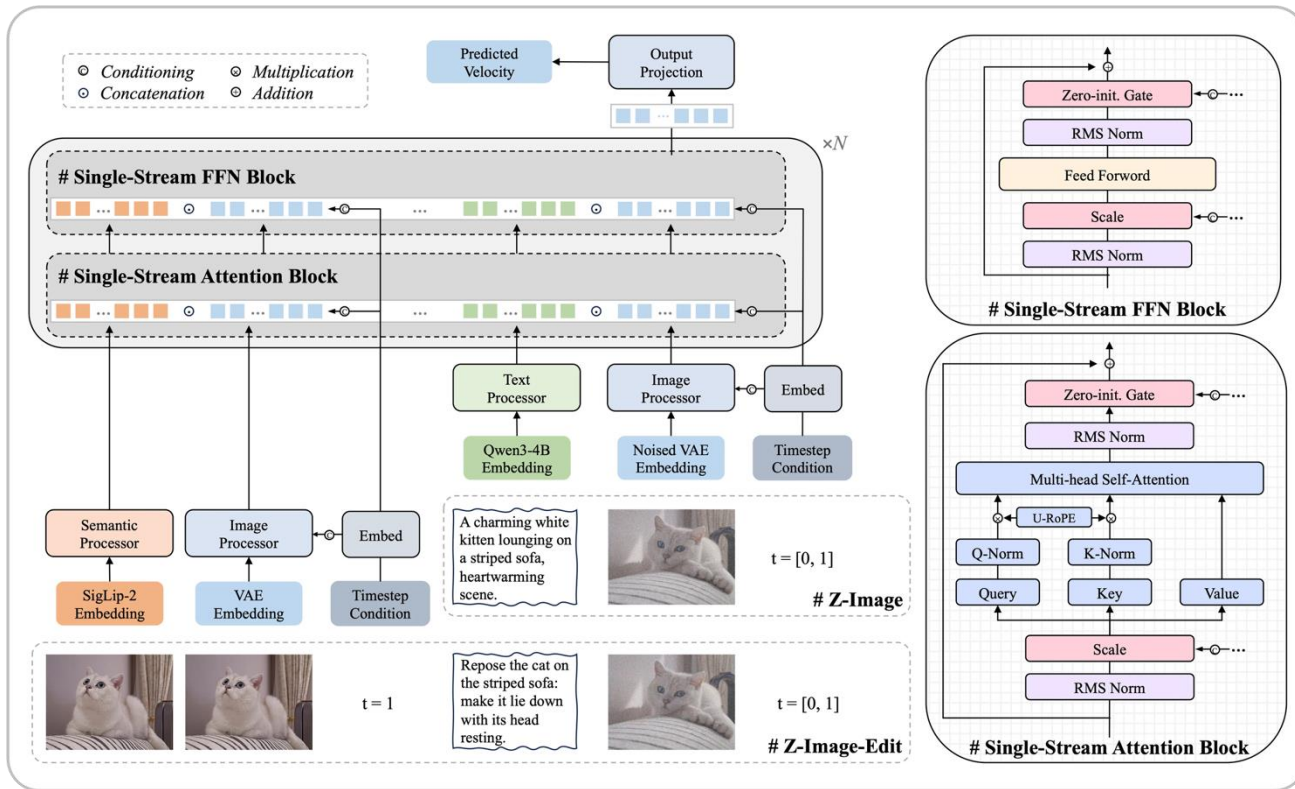 Conditioning
Multiplication
Concatenation
Addition
Predicted
Velocity
Output
Projection
×N
# Single-Stream FFN Block
...
C
...
...
...
C
# Single-Stream Attention Block
...
C
...
...
...
C
Text
Processor
Image
Processor
C
Embed
Qwen3-4B
Embedding
Noised VAE
Embedding
Timestep
Condition
Semantic
Processor
Image
Processor
C
Embed
SigLip-2
Embedding
VAE
Embedding
Timestep
Condition
A charming white
kitten lounging on
a striped sofa,
heartwarming
scene.
t = [0, 1]
# Z-Image
t = 1
Repose the cat on
the striped sofa:
make it lie down
with its head
resting.
t = [0, 1]
# Z-Image-Edit
Zero-init. Gate
C ...
RMS Norm
Feed Forward
Scale
C ...
RMS Norm
# Single-Stream FFN Block
Zero-init. Gate
C ...
RMS Norm
Multi-head Self-Attention
U-RoPE
Q-Norm
K-Norm
Query
Key
Value
Scale
C ...
RMS Norm
# Single-Stream Attention Block